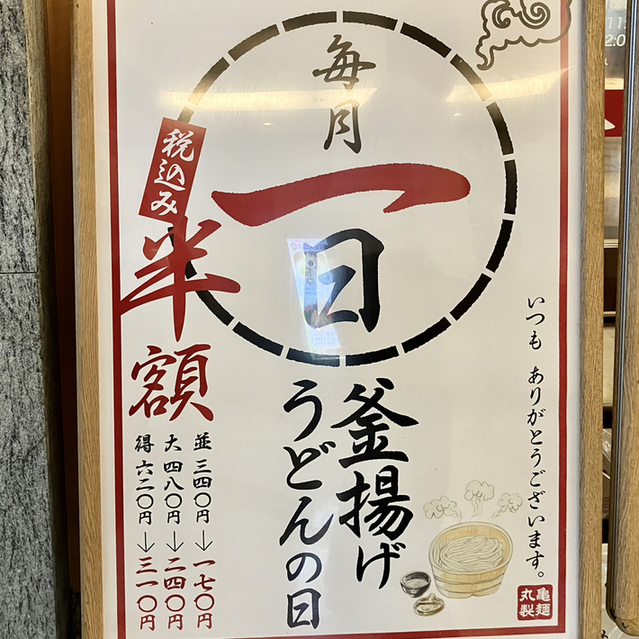 毎月
一日
釜揚げ
うどんの日
税込み
半額
並 三四〇円→一七〇円
大 四八〇円→二四〇円
得 六二〇円→三一〇円
いつも ありがとうございます。
丸亀製麺